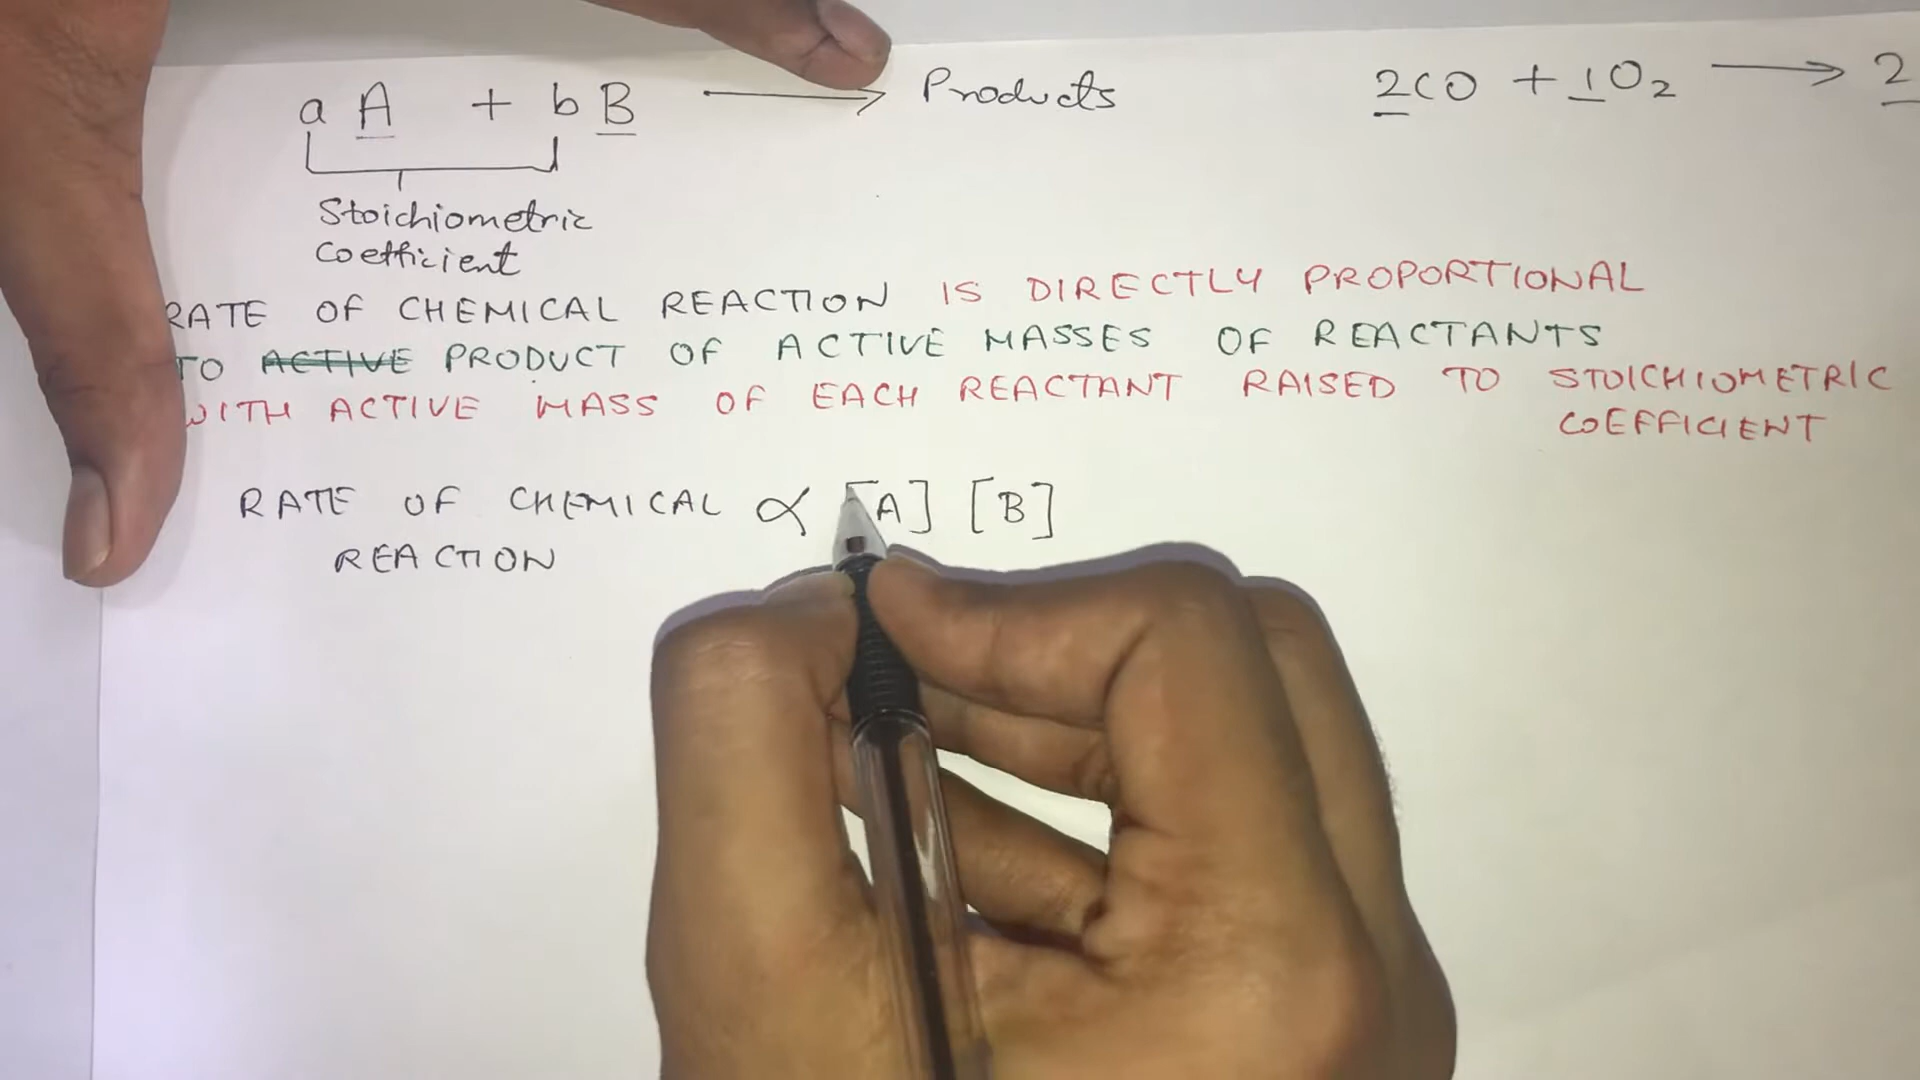 a A + b B ⟶ Products
2CO + 1O₂ ⟶ 2
Stoichiometric
Coefficient
RATE OF CHEMICAL REACTION IS DIRECTLY PROPORTIONAL
TO ACTIVE PRODUCT OF ACTIVE MASSES OF REACTANTS
WITH ACTIVE MASS OF EACH REACTANT RAISED TO STOICHIOMETRIC
COEFFICIENT
RATE OF CHEMICAL ∝ [A] [B]
REACTION